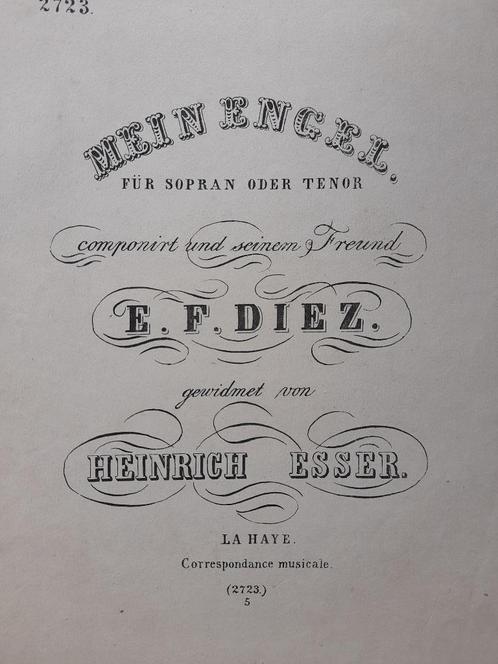 2723.
MEIN ENGEL.
FÜR SOPRAN ODER TENOR
componirt und seinem Freund
E. F. DIEZ.
gewidmet von
HEINRICH ESSER.
LA HAYE.
Correspondance musicale.
(2723.)
5